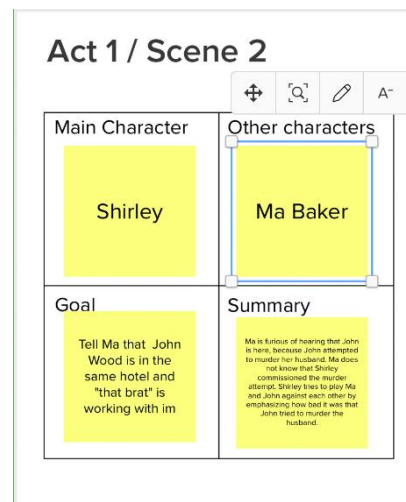 Act 1 / Scene 2
A-
Main Character
Other characters
Shirley
Ma Baker
Goal
Tell Ma that John
Wood is in the
same hotel and
"that brat" is
working with im
Summary
Ma is furious of hearing that John
is here, because John attempted
to murder her husband. Ma does
not know that Shirley
commissioned the murder
attempt. Shirley tries to play Ma
and John against each other by
emphasizing how bad it was that
John tried to murder the
husband.